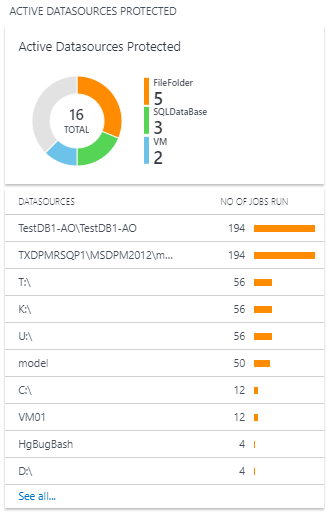 ACTIVE DATASOURCES PROTECTED
Active Datasources Protected
16
TOTAL
FileFolder
5
SQLDataBase
3
VM
2
DATASOURCES NO OF JOBS RUN
TestDB1-AO\TestDB1-AO 194
TXDPMRSQP1\MSDPM2012\m... 194
T:\ 56
K:\ 56
U:\ 56
model 50
C:\ 12
VM01 12
HgBugBash 4
D:\ 4
See all...